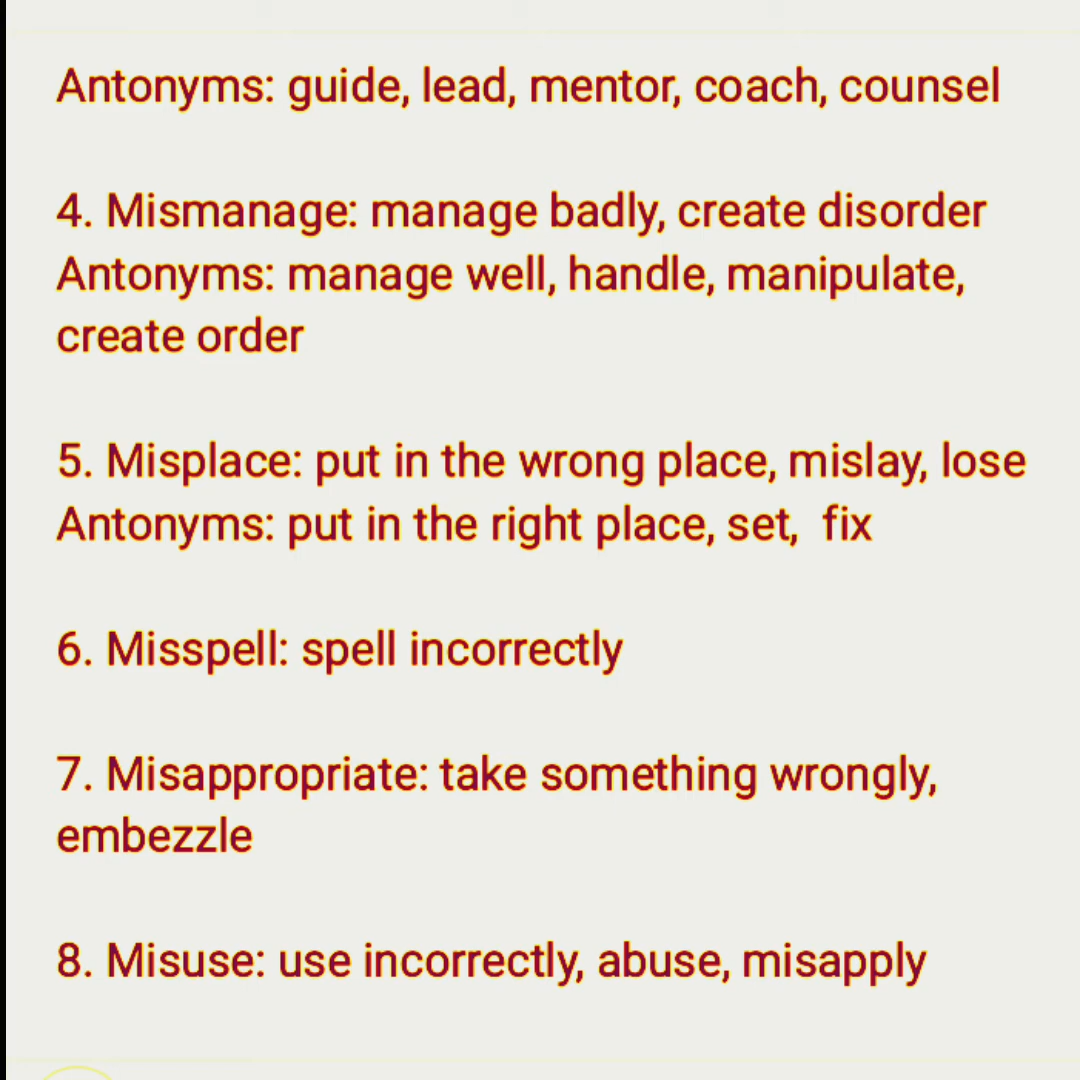 Antonyms: guide, lead, mentor, coach, counsel
4. Mismanage: manage badly, create disorder
Antonyms: manage well, handle, manipulate,
create order
5. Misplace: put in the wrong place, mislay, lose
Antonyms: put in the right place, set,  fix
6. Misspell: spell incorrectly
7. Misappropriate: take something wrongly,
embezzle
8. Misuse: use incorrectly, abuse, misapply